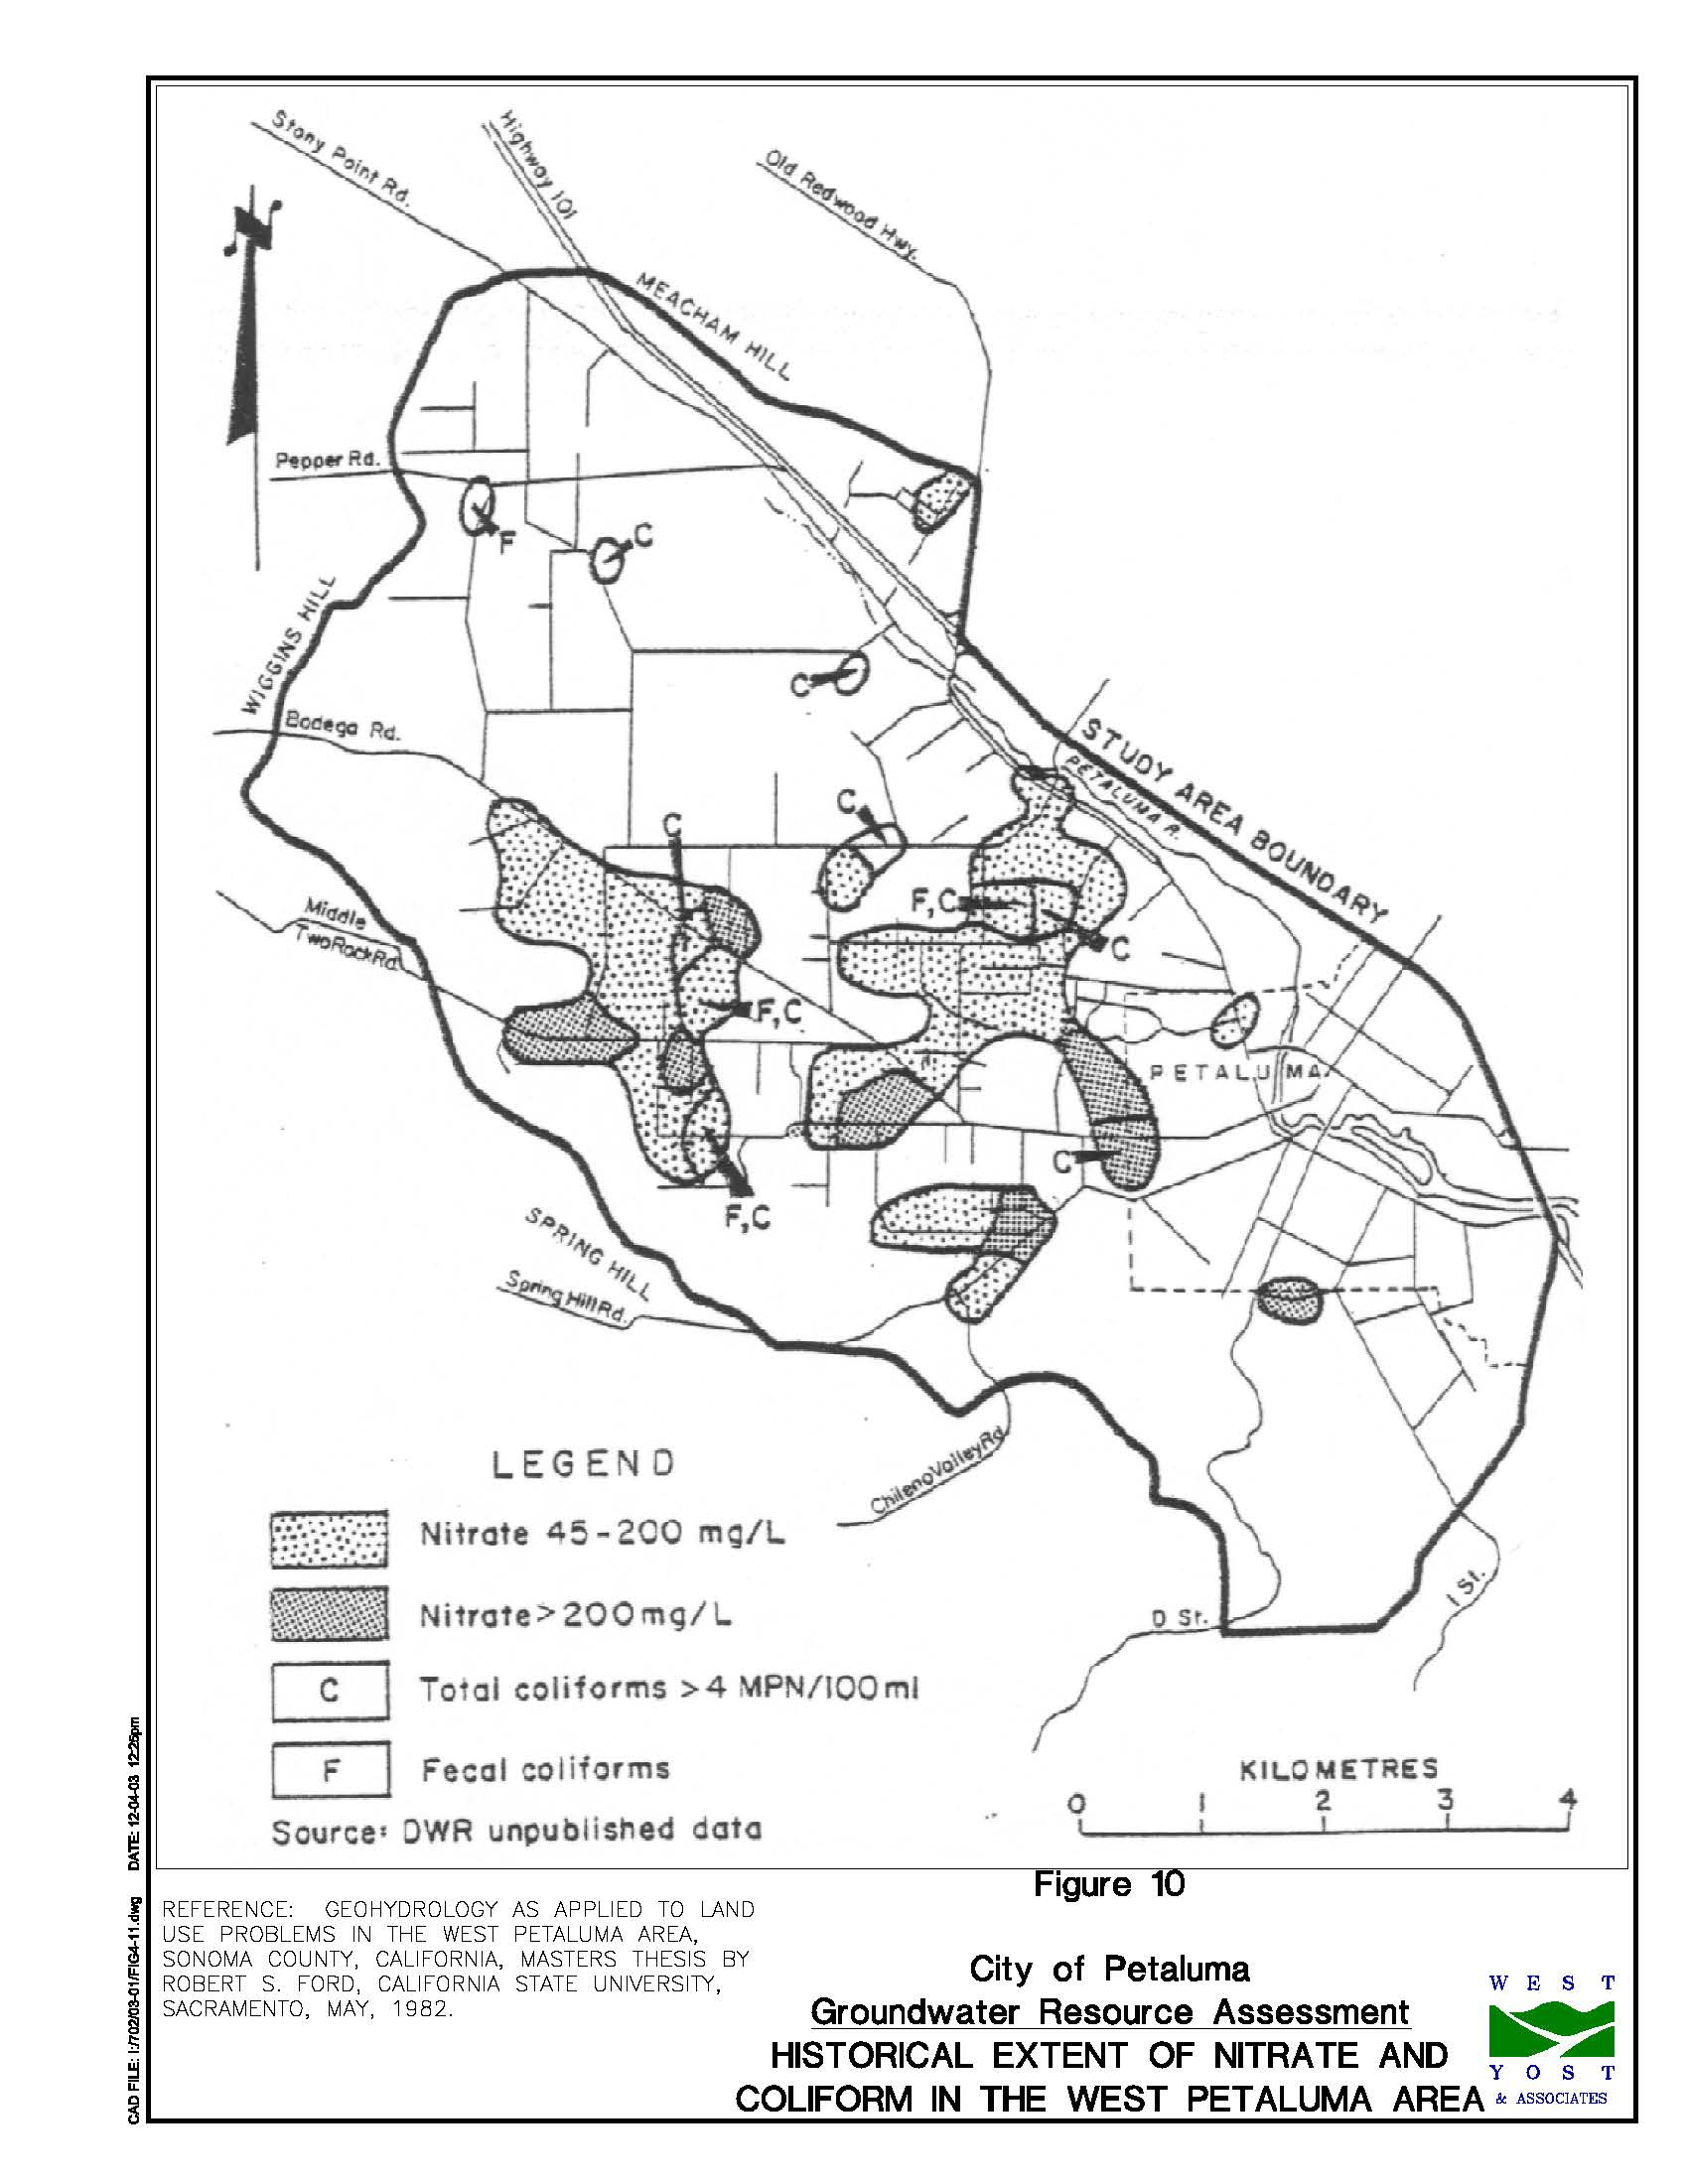 Stony Point Rd.
Highway 101
Old Redwood Hwy.
MEACHAM HILL
Pepper Rd.
F
C
WIGGINS HILL
C
Bodega Rd.
STUDY AREA BOUNDARY
PETALUMA R.
C
C
F,C
Middle
Two Rock Rd.
C
F,C
PETALUMA
C
F,C
SPRING HILL
Spring Hill Rd.
Chileno Valley Rd.
D St.
I St.
LEGEND
Nitrate 45-200 mg/L
Nitrate>200mg/L
C Total coliforms >4 MPN/100ml
F Fecal coliforms
Source: DWR unpublished data
KILOMETRES
0 1 2 3 4
CAD FILE: I:/702/03-01/FIG4-11.dwg DATE: 12-04-03 12:25pm
REFERENCE: GEOHYDROLOGY AS APPLIED TO LAND
USE PROBLEMS IN THE WEST PETALUMA AREA,
SONOMA COUNTY, CALIFORNIA, MASTERS THESIS BY
ROBERT S. FORD, CALIFORNIA STATE UNIVERSITY,
SACRAMENTO, MAY, 1982.
Figure 10
City of Petaluma
Groundwater Resource Assessment
HISTORICAL EXTENT OF NITRATE AND
COLIFORM IN THE WEST PETALUMA AREA
WEST
YOST
& ASSOCIATES